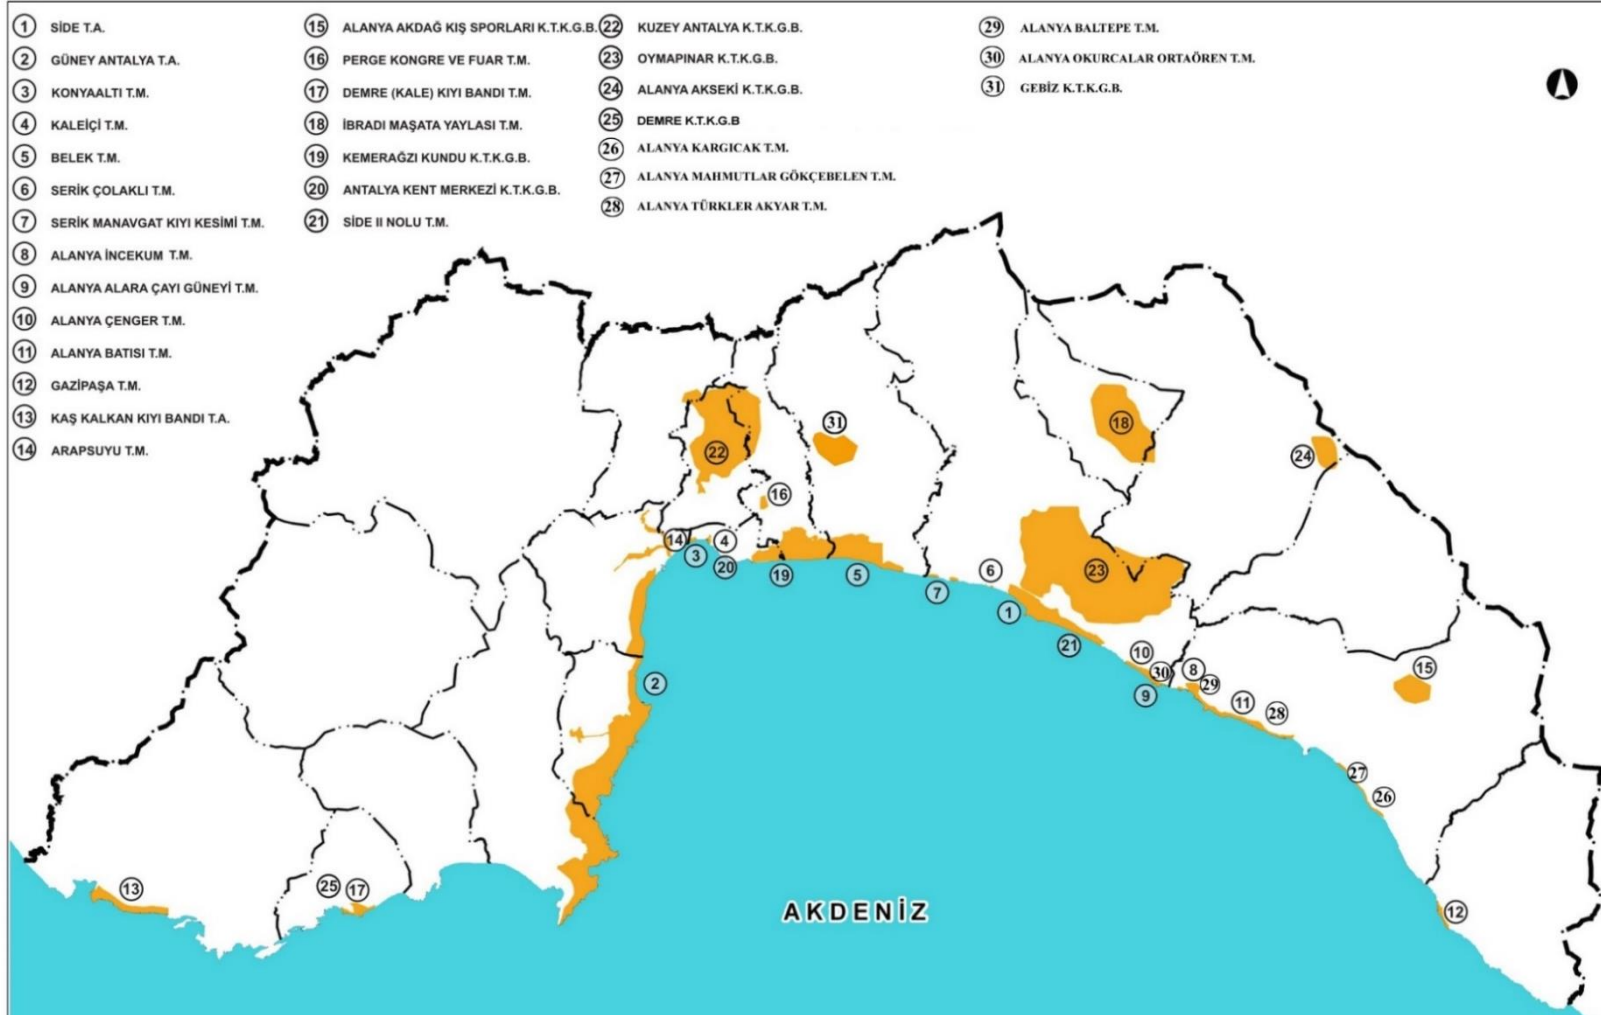 1 SİDE T.A.
2 GÜNEY ANTALYA T.A.
3 KONYAALTI T.M.
4 KALEİÇİ T.M.
5 BELEK T.M.
6 SERİK ÇOLAKLI T.M.
7 SERİK MANAVGAT KIYI KESİMİ T.M.
8 ALANYA İNCEKUM T.M.
9 ALANYA ALARA ÇAYI GÜNEYİ T.M.
10 ALANYA ÇENGER T.M.
11 ALANYA BATISI T.M.
12 GAZİPAŞA T.M.
13 KAŞ KALKAN KIYI BANDI T.A.
14 ARAPSUYU T.M.
15 ALANYA AKDAĞ KIŞ SPORLARI K.T.K.G.B.
16 PERGE KONGRE VE FUAR T.M.
17 DEMRE (KALE) KIYI BANDI T.M.
18 İBRADI MAŞATA YAYLASI T.M.
19 KEMERAĞZI KUNDU K.T.K.G.B.
20 ANTALYA KENT MERKEZİ K.T.K.G.B.
21 SİDE II NOLU T.M.
22 KUZEY ANTALYA K.T.K.G.B.
23 OYMAPINAR K.T.K.G.B.
24 ALANYA AKSEKİ K.T.K.G.B.
25 DEMRE K.T.K.G.B
26 ALANYA KARGICAK T.M.
27 ALANYA MAHMUTLAR GÖKÇEBELEN T.M.
28 ALANYA TÜRKLER AKYAR T.M.
29 ALANYA BALTEPE T.M.
30 ALANYA OKURCALAR ORTAÖREN T.M.
31 GEBİZ K.T.K.G.B.
18
31
22
24
16
14
4
3
20
19
5
7
6
23
1
21
10
30
9
8
29
15
2
11
28
27
26
13
25
17
12
AKDENİZ